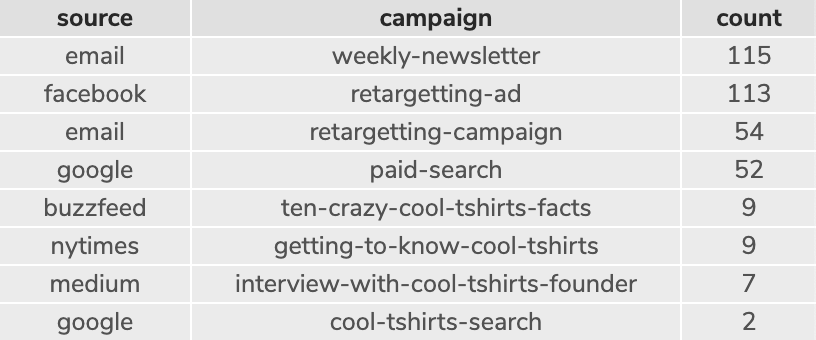 source campaign count
email weekly-newsletter 115
facebook retargetting-ad 113
email retargetting-campaign 54
google paid-search 52
buzzfeed ten-crazy-cool-tshirts-facts 9
nytimes getting-to-know-cool-tshirts 9
medium interview-with-cool-tshirts-founder 7
google cool-tshirts-search 2